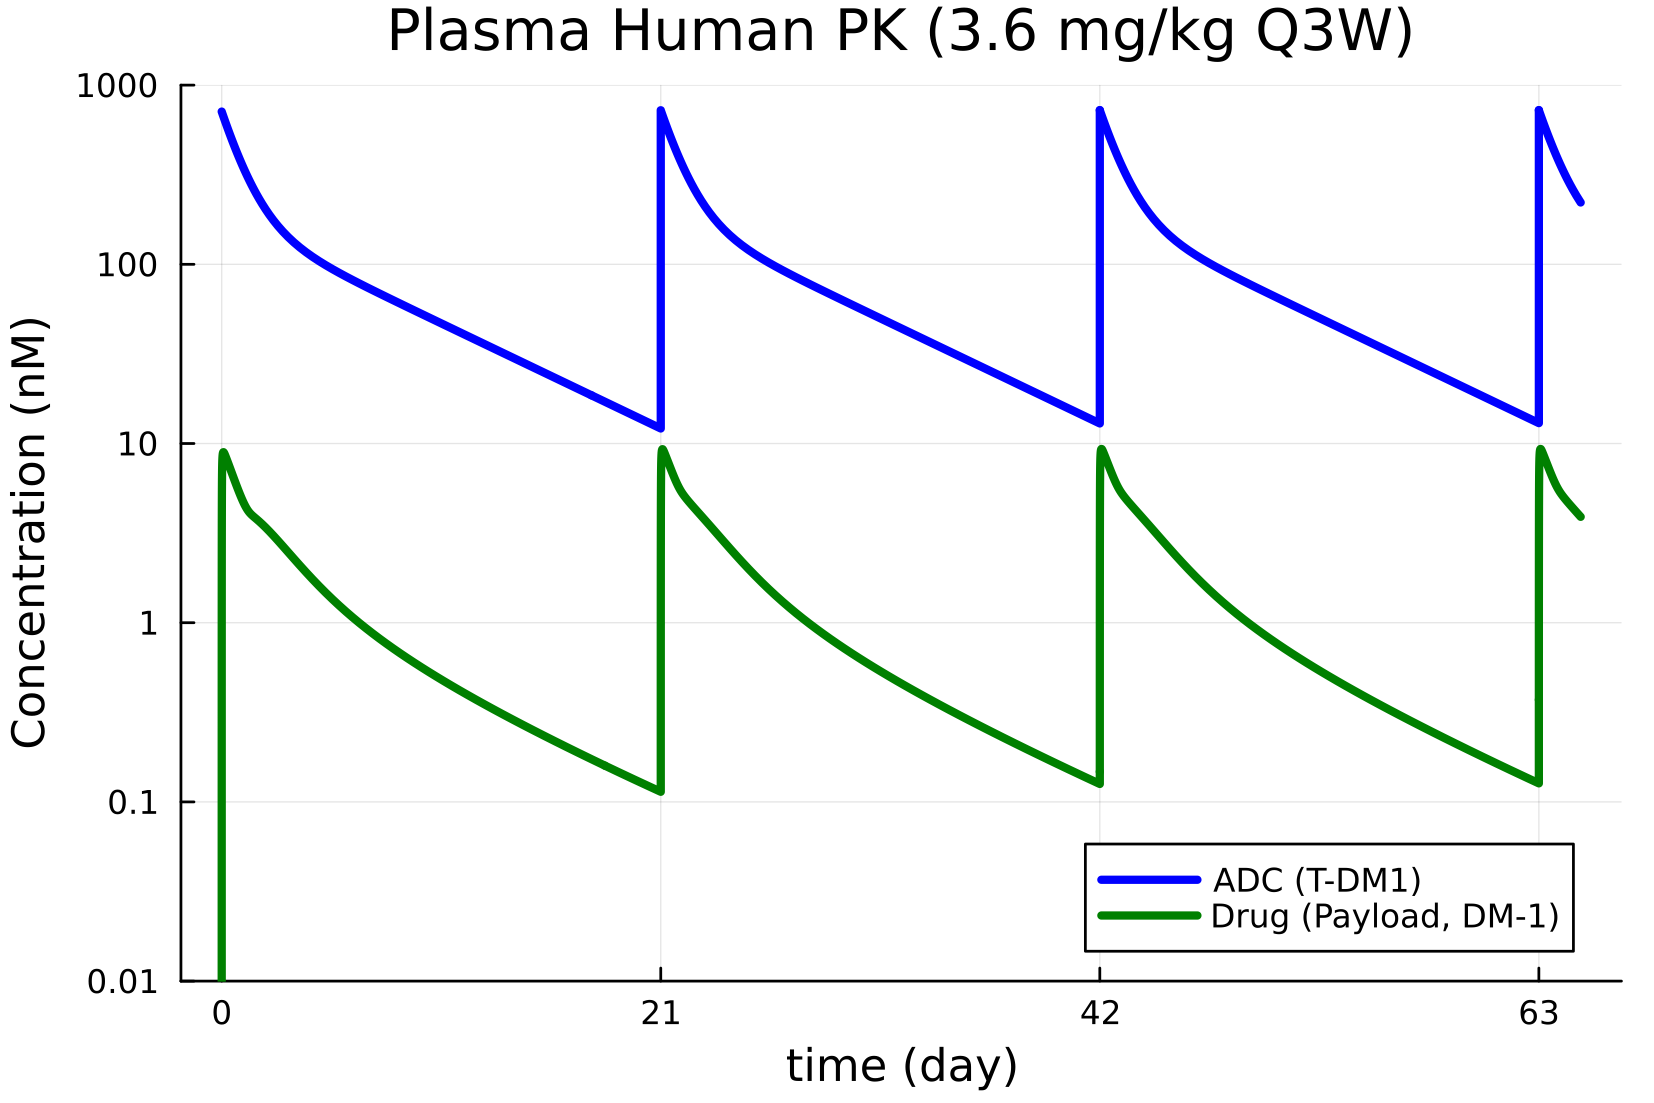 Plasma Human PK (3.6 mg/kg Q3W)
Concentration (nM)
1000
100
10
1
0.1
0.01
ADC (T-DM1)
Drug (Payload, DM-1)
0 21 42 63
time (day)